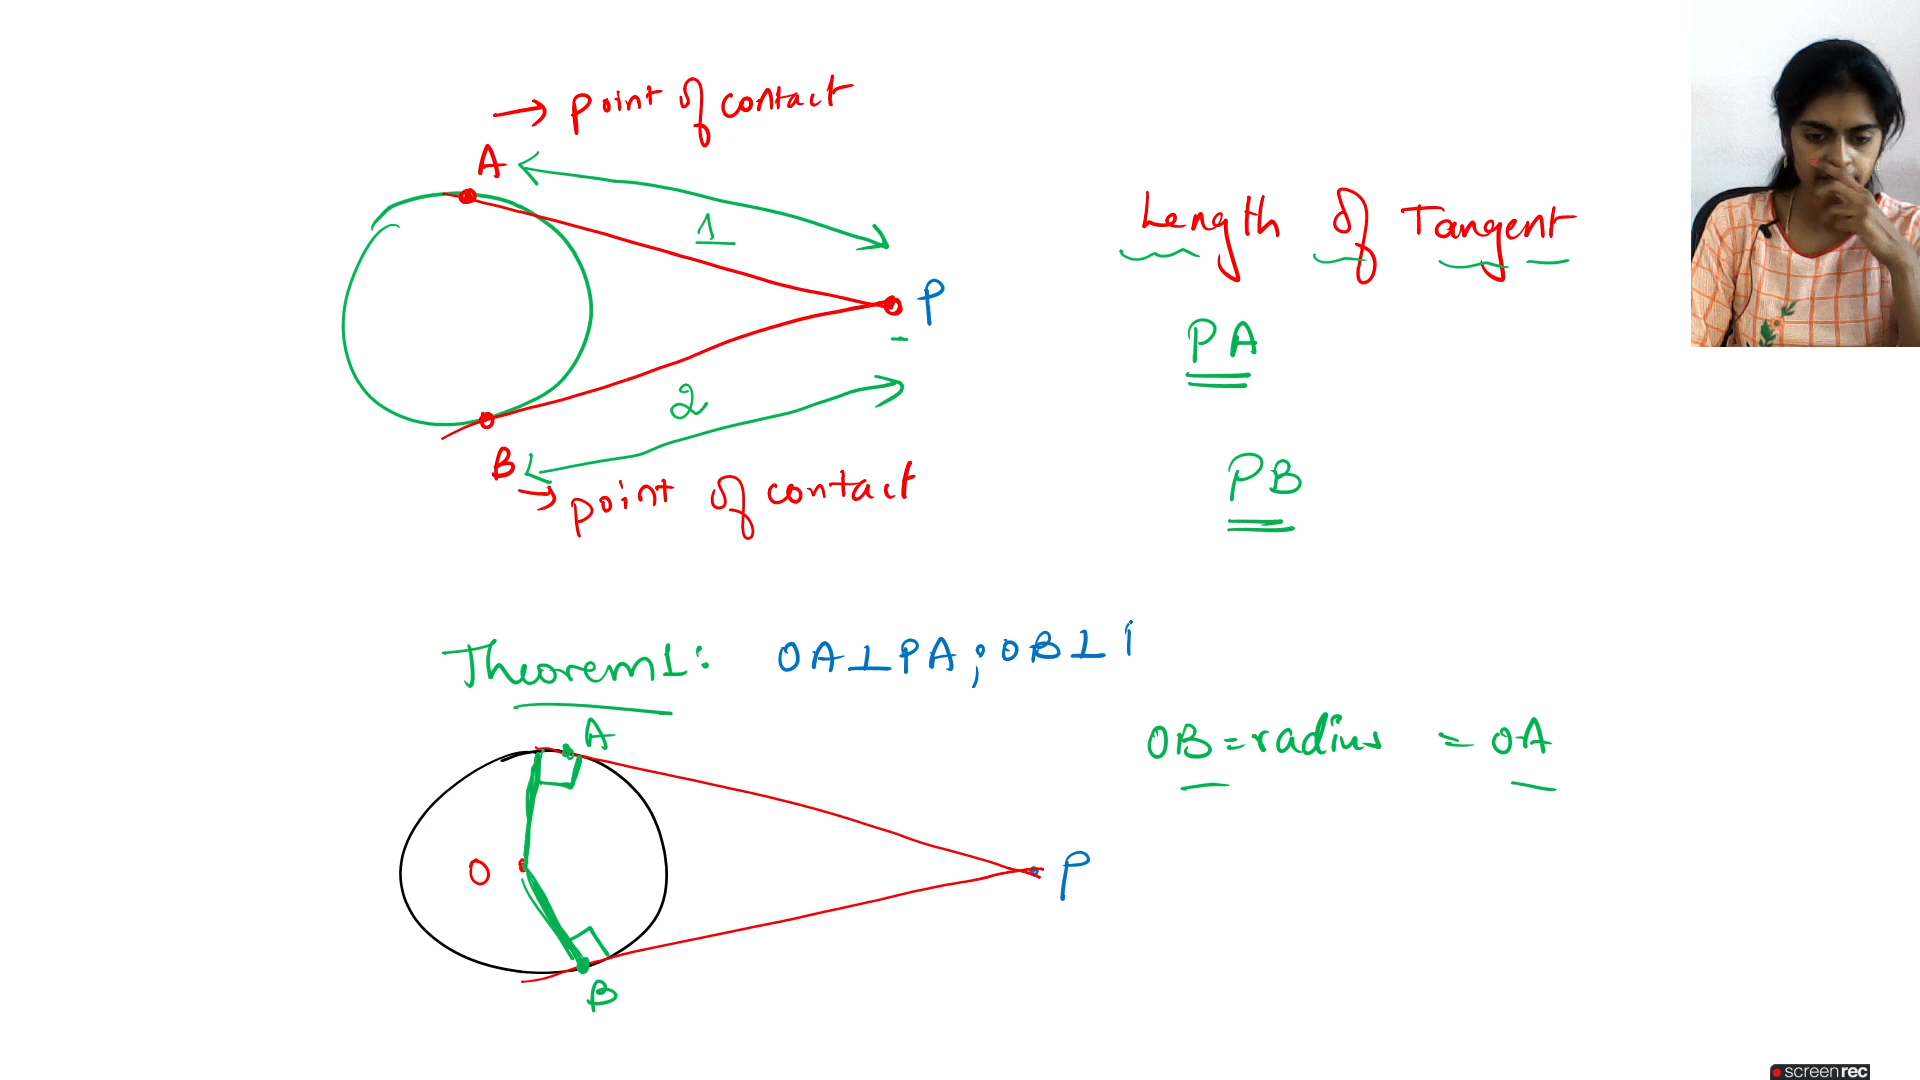 → point of contact
A
1
Length of Tangent
P
PA
2
B
→ point of contact
PB
Theorem 1: OA⊥PA; OB⊥
A
OB = radius = OA
O
P
B
screenrec